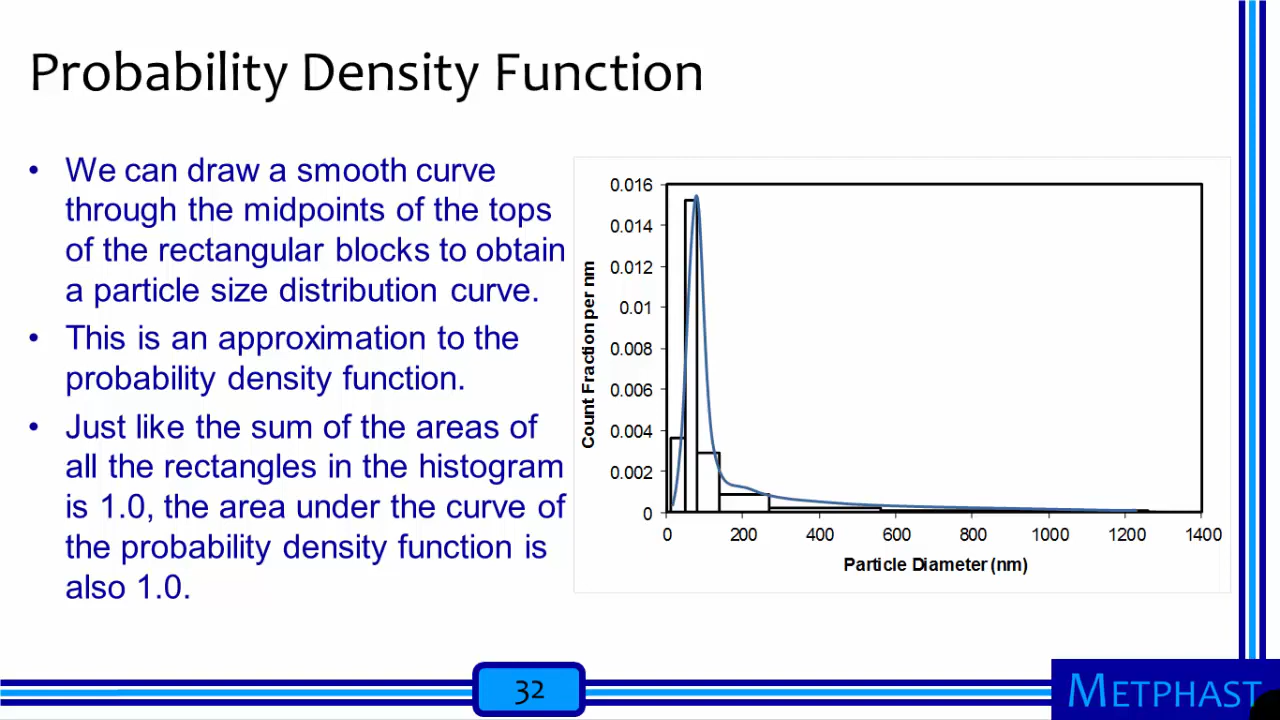 Probability Density Function
• We can draw a smooth curve
through the midpoints of the tops
of the rectangular blocks to obtain
a particle size distribution curve.
• This is an approximation to the
probability density function.
• Just like the sum of the areas of
all the rectangles in the histogram
is 1.0, the area under the curve of
the probability density function is
also 1.0.
Count Fraction per nm
0.016
0.014
0.012
0.01
0.008
0.006
0.004
0.002
0
0 200 400 600 800 1000 1200 1400
Particle Diameter (nm)
32
METPHAST